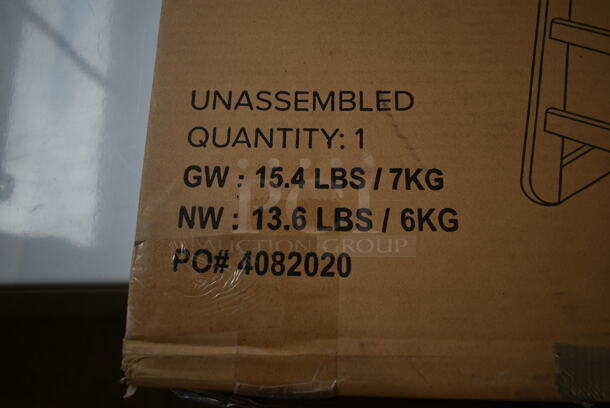 UNASSEMBLED
QUANTITY: 1
GW : 15.4 LBS / 7KG
NW : 13.6 LBS / 6KG
AUCTION GROUP
PO# 4082020